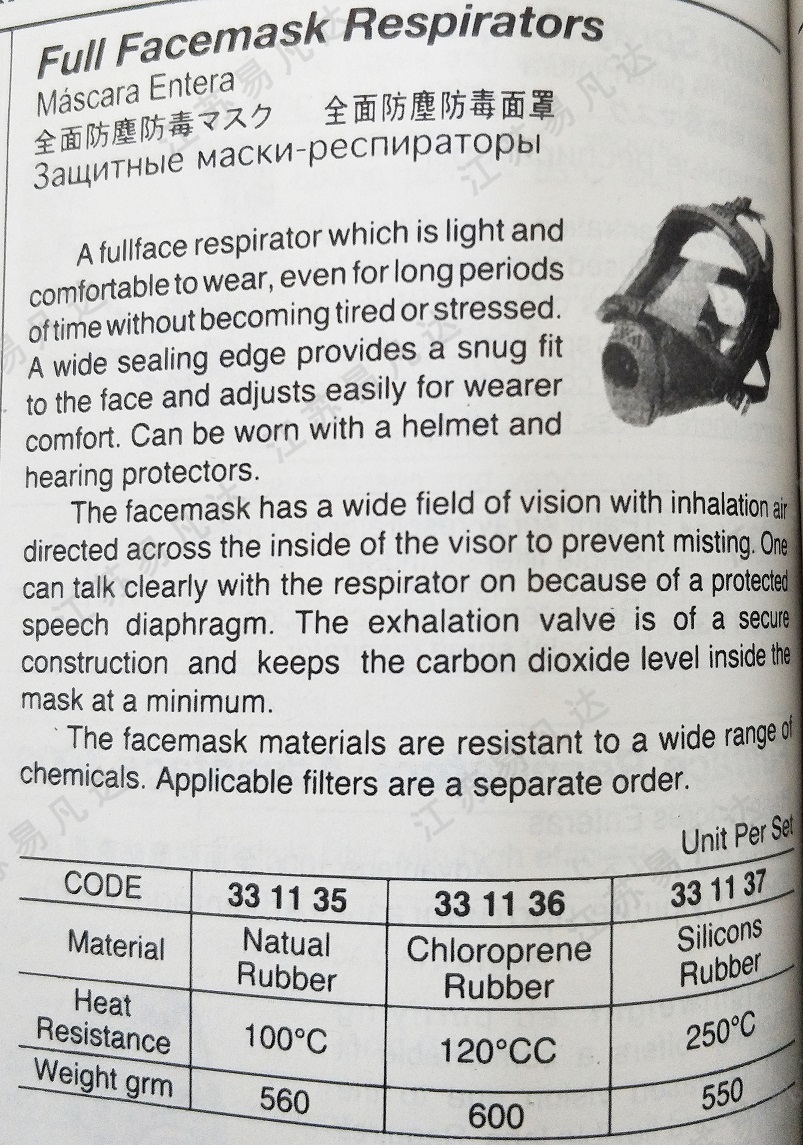 Full Facemask Respirators
Máscara Entera
全面防塵防毒マスク 全面防塵防毒面罩
Защитные маски-респираторы
A fullface respirator which is light and
comfortable to wear, even for long periods
of time without becoming tired or stressed.
A wide sealing edge provides a snug fit
to the face and adjusts easily for wearer
comfort. Can be worn with a helmet and
hearing protectors.
The facemask has a wide field of vision with inhalation air
directed across the inside of the visor to prevent misting. One
can talk clearly with the respirator on because of a protected
speech diaphragm. The exhalation valve is of a secure
construction and keeps the carbon dioxide level inside the
mask at a minimum.
The facemask materials are resistant to a wide range of
chemicals. Applicable filters are a separate order.
Unit Per Set
CODE 33 11 35 33 11 36 33 11 37
Material Natual Rubber Chloroprene Rubber Silicons Rubber
Heat Resistance 100°C 120°CC 250°C
Weight grm 560 600 550
江苏易凡达